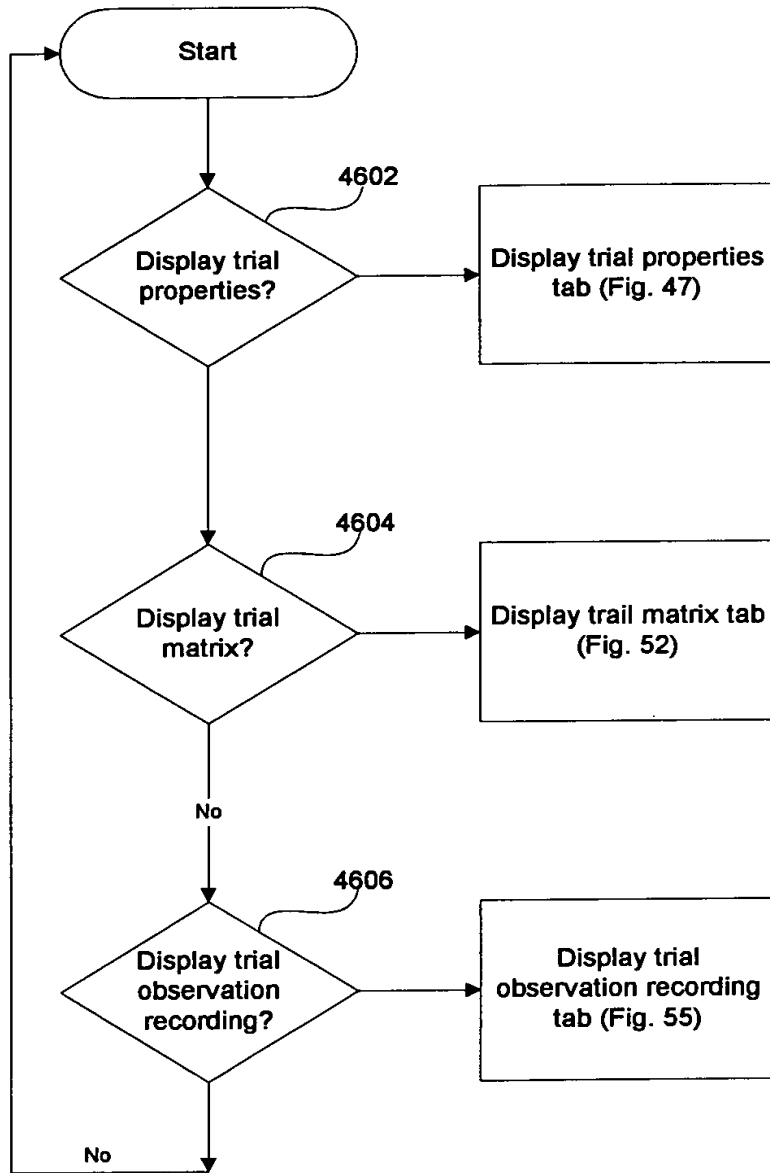 Start
4602
Display trial
properties?
Display trial properties
tab (Fig. 47)
4604
Display trial
matrix?
Display trail matrix tab
(Fig. 52)
No
4606
Display trial
observation
recording?
Display trial
observation recording
tab (Fig. 55)
No